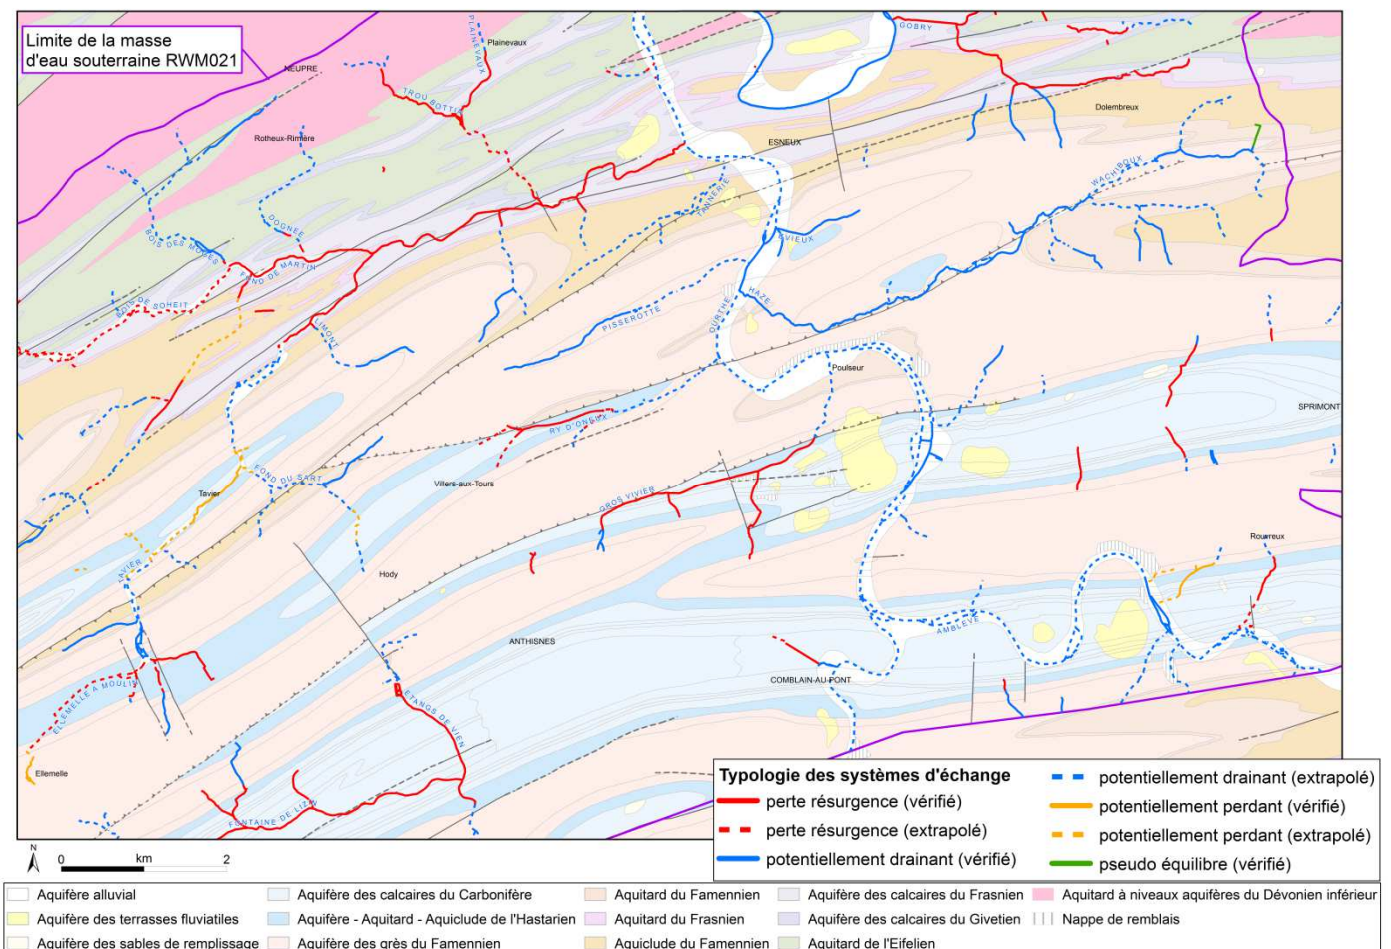 Limite de la masse
d'eau souterraine RWM021
NEUPRE
PLAINEVAUX
Plainevaux
GOBRY
TROU BOTTIN
Rotheux-Rimière
Dolembreux
ESNEUX
WACHIBOUX
TANNERIE
DOGNÉE
BOIS DES MOSES
EVIEUX
FOND DE MARTIN
BOIS DE SOHEIT
HAZE
OURTHE
LIMONT
PISSEROTTE
Poulseur
SPRIMONT
RY D'ONEUX
FOND DU SART
Villers-aux-Tours
Tavier
GROS VIVIER
Rouvreux
TAVIER
Hody
AMBLEVE
ANTHISNES
COMBLAIN-AU-PONT
ELLEMELLE A MOULIN
ETANGS DE VIEN
Ellemelle
FONTAINE DE LIZIN
Typologie des systèmes d'échange
perte résurgence (vérifié)
perte résurgence (extrapolé)
potentiellement drainant (vérifié)
potentiellement drainant (extrapolé)
potentiellement perdant (vérifié)
potentiellement perdant (extrapolé)
pseudo équilibre (vérifié)
N
0 km 2
Aquifère alluvial
Aquifère des terrasses fluviatiles
Aquifère des sables de remplissage
Aquifère des calcaires du Carbonifère
Aquifère - Aquitard - Aquiclude de l'Hastarien
Aquifère des grès du Famennien
Aquitard du Famennien
Aquitard du Frasnien
Aquiclude du Famennien
Aquifère des calcaires du Frasnien
Aquifère des calcaires du Givetien
Aquitard de l'Eifelien
Aquitard à niveaux aquifères du Dévonien inférieur
Nappe de remblais